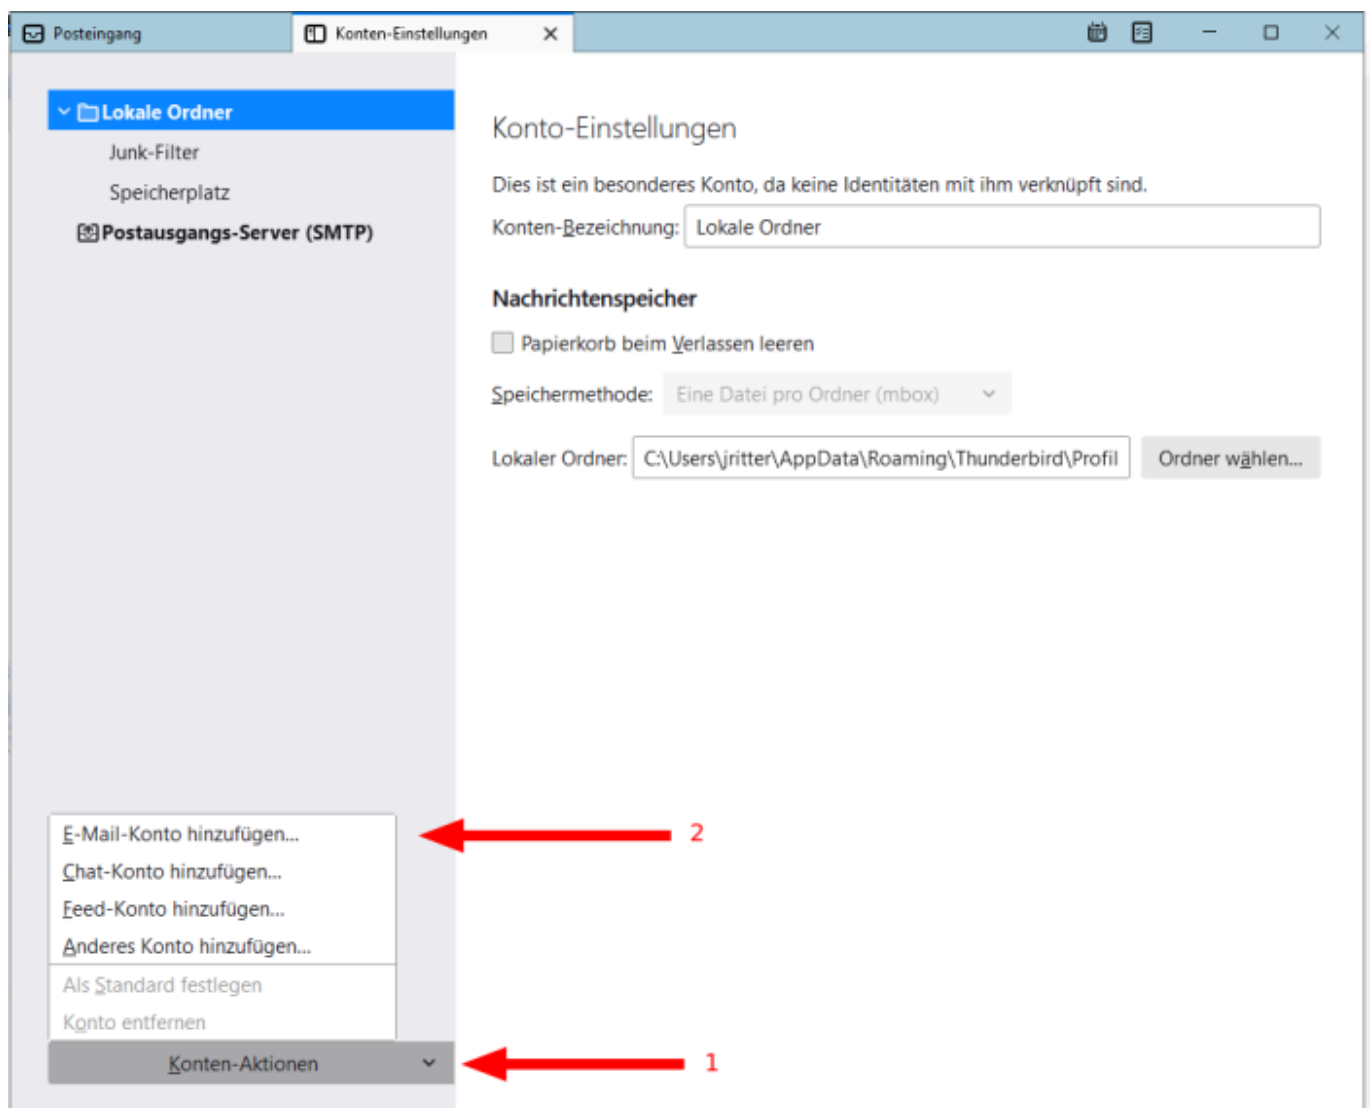 Posteingang
Konten-Einstellungen
Lokale Ordner
Junk-Filter
Speicherplatz
Postausgangs-Server (SMTP)
Konto-Einstellungen
Dies ist ein besonderes Konto, da keine Identitäten mit ihm verknüpft sind.
Konten-Bezeichnung: Lokale Ordner
Nachrichtenspeicher
Papierkorb beim Verlassen leeren
Speichermethode: Eine Datei pro Ordner (mbox)
Lokaler Ordner: C:\Users\jritter\AppData\Roaming\Thunderbird\Profil Ordner wählen...
E-Mail-Konto hinzufügen... 2
Chat-Konto hinzufügen...
Feed-Konto hinzufügen...
Anderes Konto hinzufügen...
Als Standard festlegen
Konto entfernen
Konten-Aktionen 1